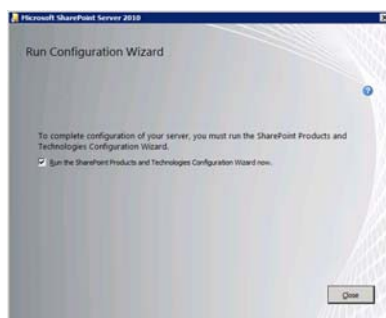 Microsoft SharePoint Server 2010
Run Configuration Wizard
To complete configuration of your server, you must run the SharePoint Products and
Technologies Configuration Wizard.
Run the SharePoint Products and Technologies Configuration Wizard now.
Close